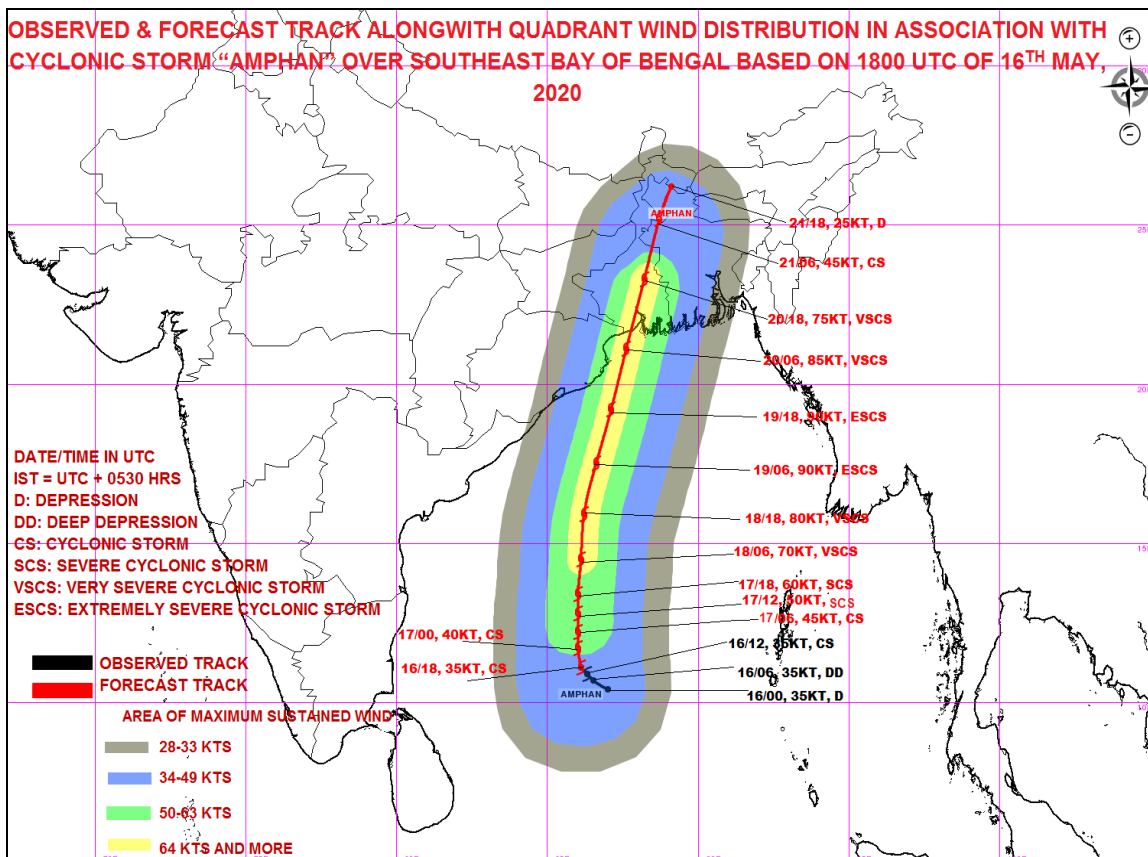 OBSERVED & FORECAST TRACK ALONGWITH QUADRANT WIND DISTRIBUTION IN ASSOCIATION WITH
CYCLONIC STORM “AMPHAN” OVER SOUTHEAST BAY OF BENGAL BASED ON 1800 UTC OF 16TH MAY,
2020
AMPHAN
21/18, 25KT, D
21/06, 45KT, CS
20/18, 75KT, VSCS
20/06, 85KT, VSCS
19/18, ESCS
19/06, 90KT, ESCS
18/18, 80KT, VSCS
18/06, 70KT, VSCS
17/18, 60KT, SCS
17/12, 50KT, SCS
17/06, 45KT, CS
17/00, 40KT, CS
16/18, 35KT, CS
16/12, 35KT, CS
16/06, 35KT, DD
16/00, 35KT, D
AMPHAN
DATE/TIME IN UTC
IST = UTC + 0530 HRS
D: DEPRESSION
DD: DEEP DEPRESSION
CS: CYCLONIC STORM
SCS: SEVERE CYCLONIC STORM
VSCS: VERY SEVERE CYCLONIC STORM
ESCS: EXTREMELY SEVERE CYCLONIC STORM
OBSERVED TRACK
FORECAST TRACK
AREA OF MAXIMUM SUSTAINED WIND
28-33 KTS
34-49 KTS
50-63 KTS
64 KTS AND MORE